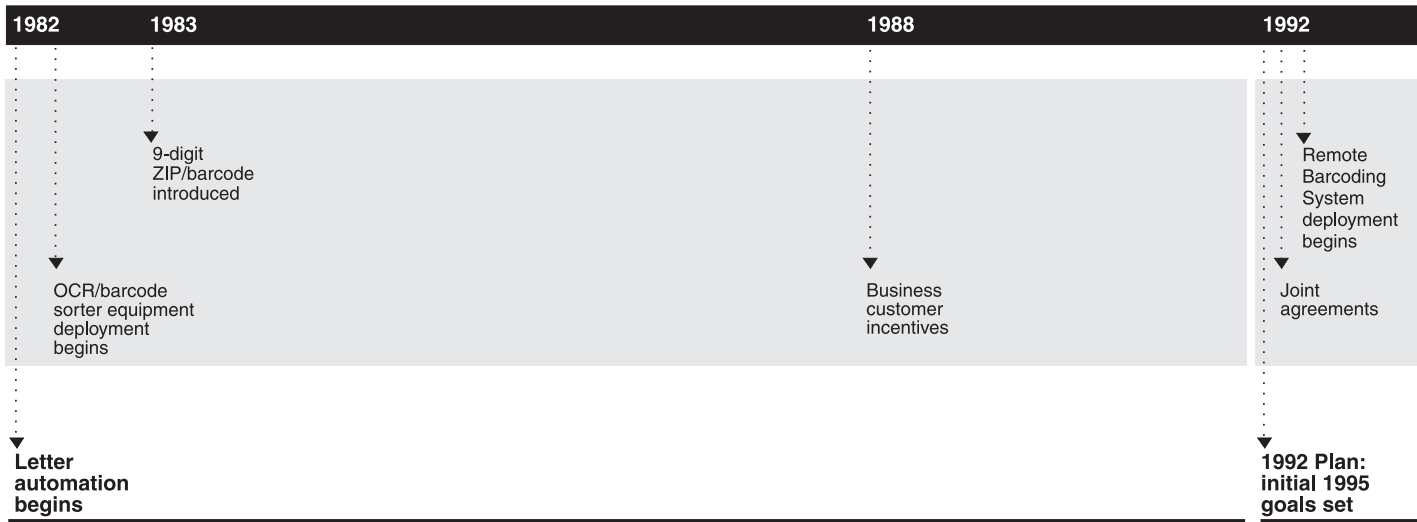 1982 1983 1988 1992
9-digit
ZIP/barcode
introduced
Remote
Barcoding
System
deployment
begins
OCR/barcode
sorter equipment
deployment
begins
Business
customer
incentives
Joint
agreements
Letter
automation
begins
1992 Plan:
initial 1995
goals set